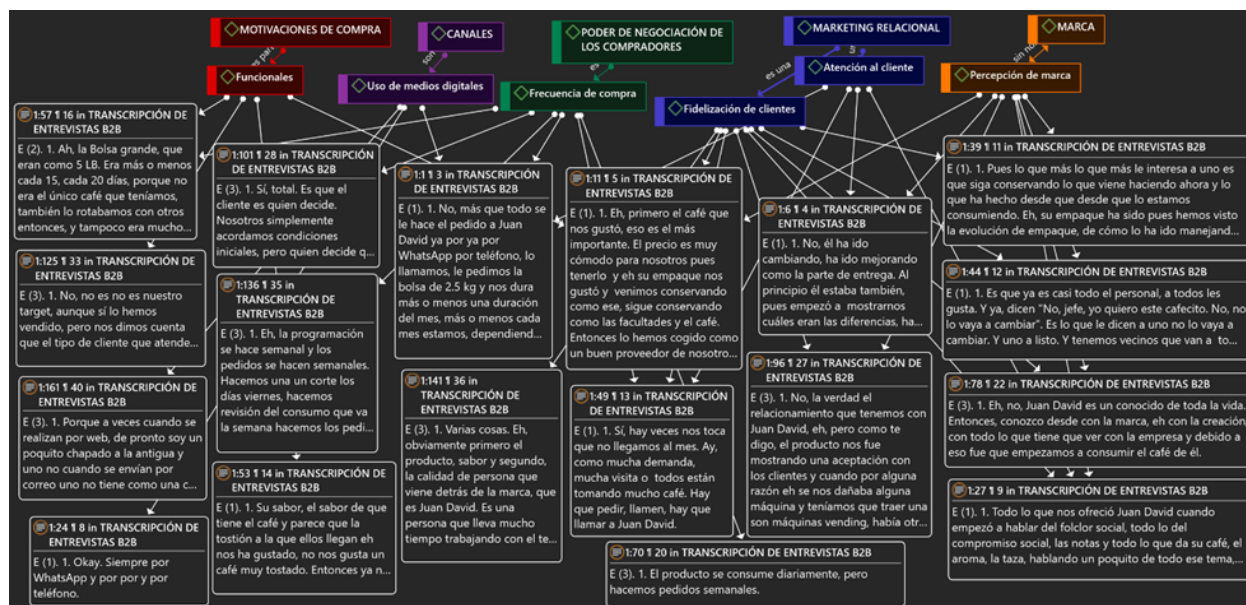 MOTIVACIONES DE COMPRA
CANALES
PODER DE NEGOCIACIÓN DE
LOS COMPRADORES
MARKETING RELACIONAL
MARCA
es par
son
es
es una
s
sin no
Funcionales
Uso de medios digitales
Frecuencia de compra
Atención al cliente
Fidelización de clientes
Percepción de marca
1:57 ¶ 16 in TRANSCRIPCIÓN DE
ENTREVISTAS B2B
E (2). 1. Ah, la Bolsa grande, que
eran como 5 LB. Era más o menos
cada 15, cada 20 días, porque no
era el único café que teníamos,
también lo rotabamos con otros
entonces, y tampoco era mucho...
1:125 ¶ 33 in TRANSCRIPCIÓN DE
ENTREVISTAS B2B
E (3). 1. No, no es no es nuestro
target, aunque sí lo hemos
vendido, pero nos dimos cuenta
que el tipo de cliente que atende...
1:161 ¶ 40 in TRANSCRIPCIÓN DE
ENTREVISTAS B2B
E (3). 1. Porque a veces cuando se
realizan por web, de pronto soy un
poquito chapado a la antigua y
uno no cuando se envían por
correo uno no tiene como una c...
1:24 ¶ 8 in TRANSCRIPCIÓN DE
ENTREVISTAS B2B
E (1). 1. Okay. Siempre por
WhatsApp y por por y por
teléfono.
1:101 ¶ 28 in TRANSCRIPCIÓN DE
ENTREVISTAS B2B
E (3). 1. Sí, total. Es que el
cliente es quien decide.
Nosotros simplemente
acordamos condiciones
iniciales, pero quien decide q...
1:136 ¶ 35 in
TRANSCRIPCIÓN DE
ENTREVISTAS B2B
E (3). 1. Eh, la programación
se hace semanal y los
pedidos se hacen semanales.
Hacemos una un corte los
días viernes, hacemos
revisión del consumo que va
la semana hacemos los pedi...
1:53 ¶ 14 in TRANSCRIPCIÓN DE
ENTREVISTAS B2B
E (1). 1. Su sabor, el sabor de que
tiene el café y parece que la
tostión a la que ellos llegan eh
nos ha gustado, no nos gusta un
café muy tostado. Entonces ya n...
1:1 ¶ 3 in TRANSCRIPCIÓN
DE ENTREVISTAS B2B
E (1). 1. No, más que todo se
le hace el pedido a Juan
David ya por ya por
WhatsApp por teléfono, lo
llamamos, le pedimos la
bolsa de 2.5 kg y nos dura
más o menos una duración
del mes, más o menos cada
mes estamos, dependiend...
1:141 ¶ 36 in
TRANSCRIPCIÓN DE
ENTREVISTAS B2B
E (3). 1. Varias cosas. Eh,
obviamente primero el
producto, sabor y segundo,
la calidad de persona que
viene detrás de la marca, que
es Juan David. Es una
persona que lleva mucho
tiempo trabajando con el te...
1:11 ¶ 5 in TRANSCRIPCIÓN DE
ENTREVISTAS B2B
E (1). 1. Eh, primero el café que
nos gustó, eso es el más
importante. El precio es muy
cómodo para nosotros pues
tenerlo y eh su empaque nos
gustó y venimos conservando
como ese, sigue conservando
como las facultades y el café.
Entonces lo hemos cogido como
un buen proveedor de nosotro...
1:49 ¶ 13 in TRANSCRIPCIÓN
DE ENTREVISTAS B2B
E (1). 1. Sí, hay veces nos toca
que no llegamos al mes. Ay,
como mucha demanda,
mucha visita o todos están
tomando mucho café. Hay
que pedir, llamen, hay que
llamar a Juan David.
1:70 ¶ 20 in TRANSCRIPCIÓN DE ENTREVISTAS B2B
E (3). 1. El producto se consume diariamente, pero
hacemos pedidos semanales.
1:6 ¶ 4 in TRANSCRIPCIÓN DE
ENTREVISTAS B2B
E (1). 1. No, él ha ido
cambiando, ha ido mejorando
como la parte de entrega. Al
principio él estaba también,
pues empezó a mostrarnos
cuáles eran las diferencias, ha...
1:96 ¶ 27 in TRANSCRIPCIÓN DE
ENTREVISTAS B2B
E (3). 1. No, la verdad el
relacionamiento que tenemos con
Juan David, eh, pero como te
digo, el producto nos fue
mostrando una aceptación con
los clientes y cuando por alguna
razón eh se nos dañaba alguna
máquina y teníamos que traer una
son máquinas vending, había otr...
1:39 ¶ 11 in TRANSCRIPCIÓN DE ENTREVISTAS B2B
E (1). 1. Pues lo que más lo que más le interesa a uno es
que siga conservando lo que viene haciendo ahora y lo
que ha hecho desde que desde que lo estamos
consumiendo. Eh, su empaque ha sido pues hemos visto
la evolución de empaque, de cómo lo ha ido manejand...
1:44 ¶ 12 in TRANSCRIPCIÓN DE ENTREVISTAS B2B
E (1). 1. Es que ya es casi todo el personal, a todos les
gusta. Y ya, dicen "No, jefe, yo quiero este cafecito. No, no
lo vaya a cambiar". Es lo que le dicen a uno no lo vaya a
cambiar. Y uno a listo. Y tenemos vecinos que van a to...
1:78 ¶ 22 in TRANSCRIPCIÓN DE ENTREVISTAS B2B
E (3). 1. Eh, no, Juan David es un conocido de toda la vida.
Entonces, conozco desde con la marca, eh con la creación,
con todo lo que tiene que ver con la empresa y debido a
eso fue que empezamos a consumir el café de él.
1:27 ¶ 9 in TRANSCRIPCIÓN DE ENTREVISTAS B2B
E (1). 1. Todo lo que nos ofreció Juan David cuando
empezó a hablar del folclor social, todo lo del
compromiso social, las notas y todo lo que da su café, el
aroma, la taza, hablando un poquito de todo ese tema,...